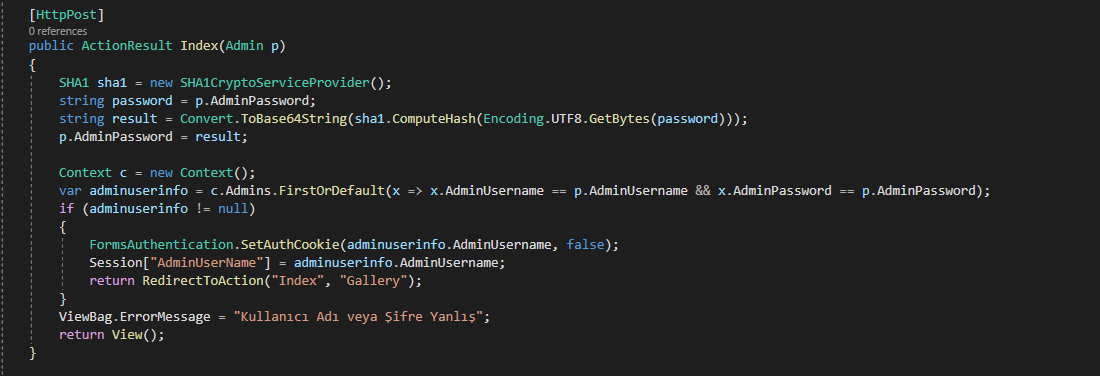 [HttpPost]
0 references
public ActionResult Index(Admin p)
{
SHA1 sha1 = new SHA1CryptoServiceProvider();
string password = p.AdminPassword;
string result = Convert.ToBase64String(sha1.ComputeHash(Encoding.UTF8.GetBytes(password)));
p.AdminPassword = result;
Context c = new Context();
var adminuserinfo = c.Admins.FirstOrDefault(x => x.AdminUsername == p.AdminUsername && x.AdminPassword == p.AdminPassword);
if (adminuserinfo != null)
{
FormsAuthentication.SetAuthCookie(adminuserinfo.AdminUsername, false);
Session["AdminUserName"] = adminuserinfo.AdminUsername;
return RedirectToAction("Index", "Gallery");
}
ViewBag.ErrorMessage = "Kullanıcı Adı veya Şifre Yanlış";
return View();
}